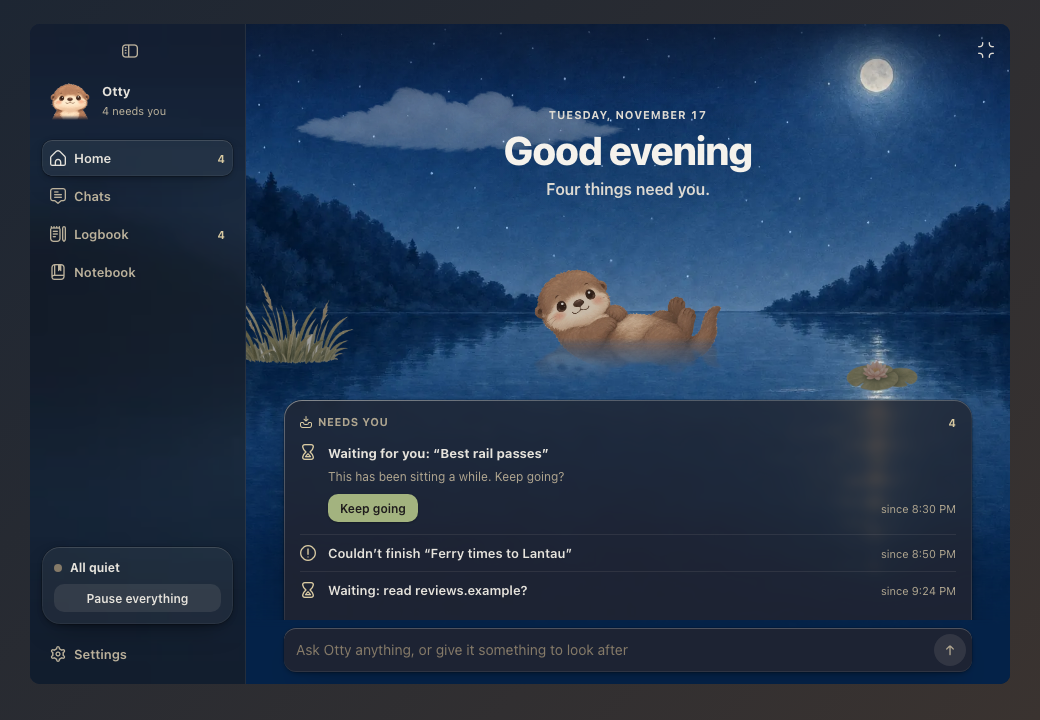 Otty
4 needs you
Home 4
Chats
Logbook 4
Notebook
All quiet
Pause everything
Settings
TUESDAY, NOVEMBER 17
Good evening
Four things need you.
NEEDS YOU 4
Waiting for you: “Best rail passes”
This has been sitting a while. Keep going?
Keep going since 8:30 PM
Couldn’t finish “Ferry times to Lantau” since 8:50 PM
Waiting: read reviews.example? since 9:24 PM
Ask Otty anything, or give it something to look after